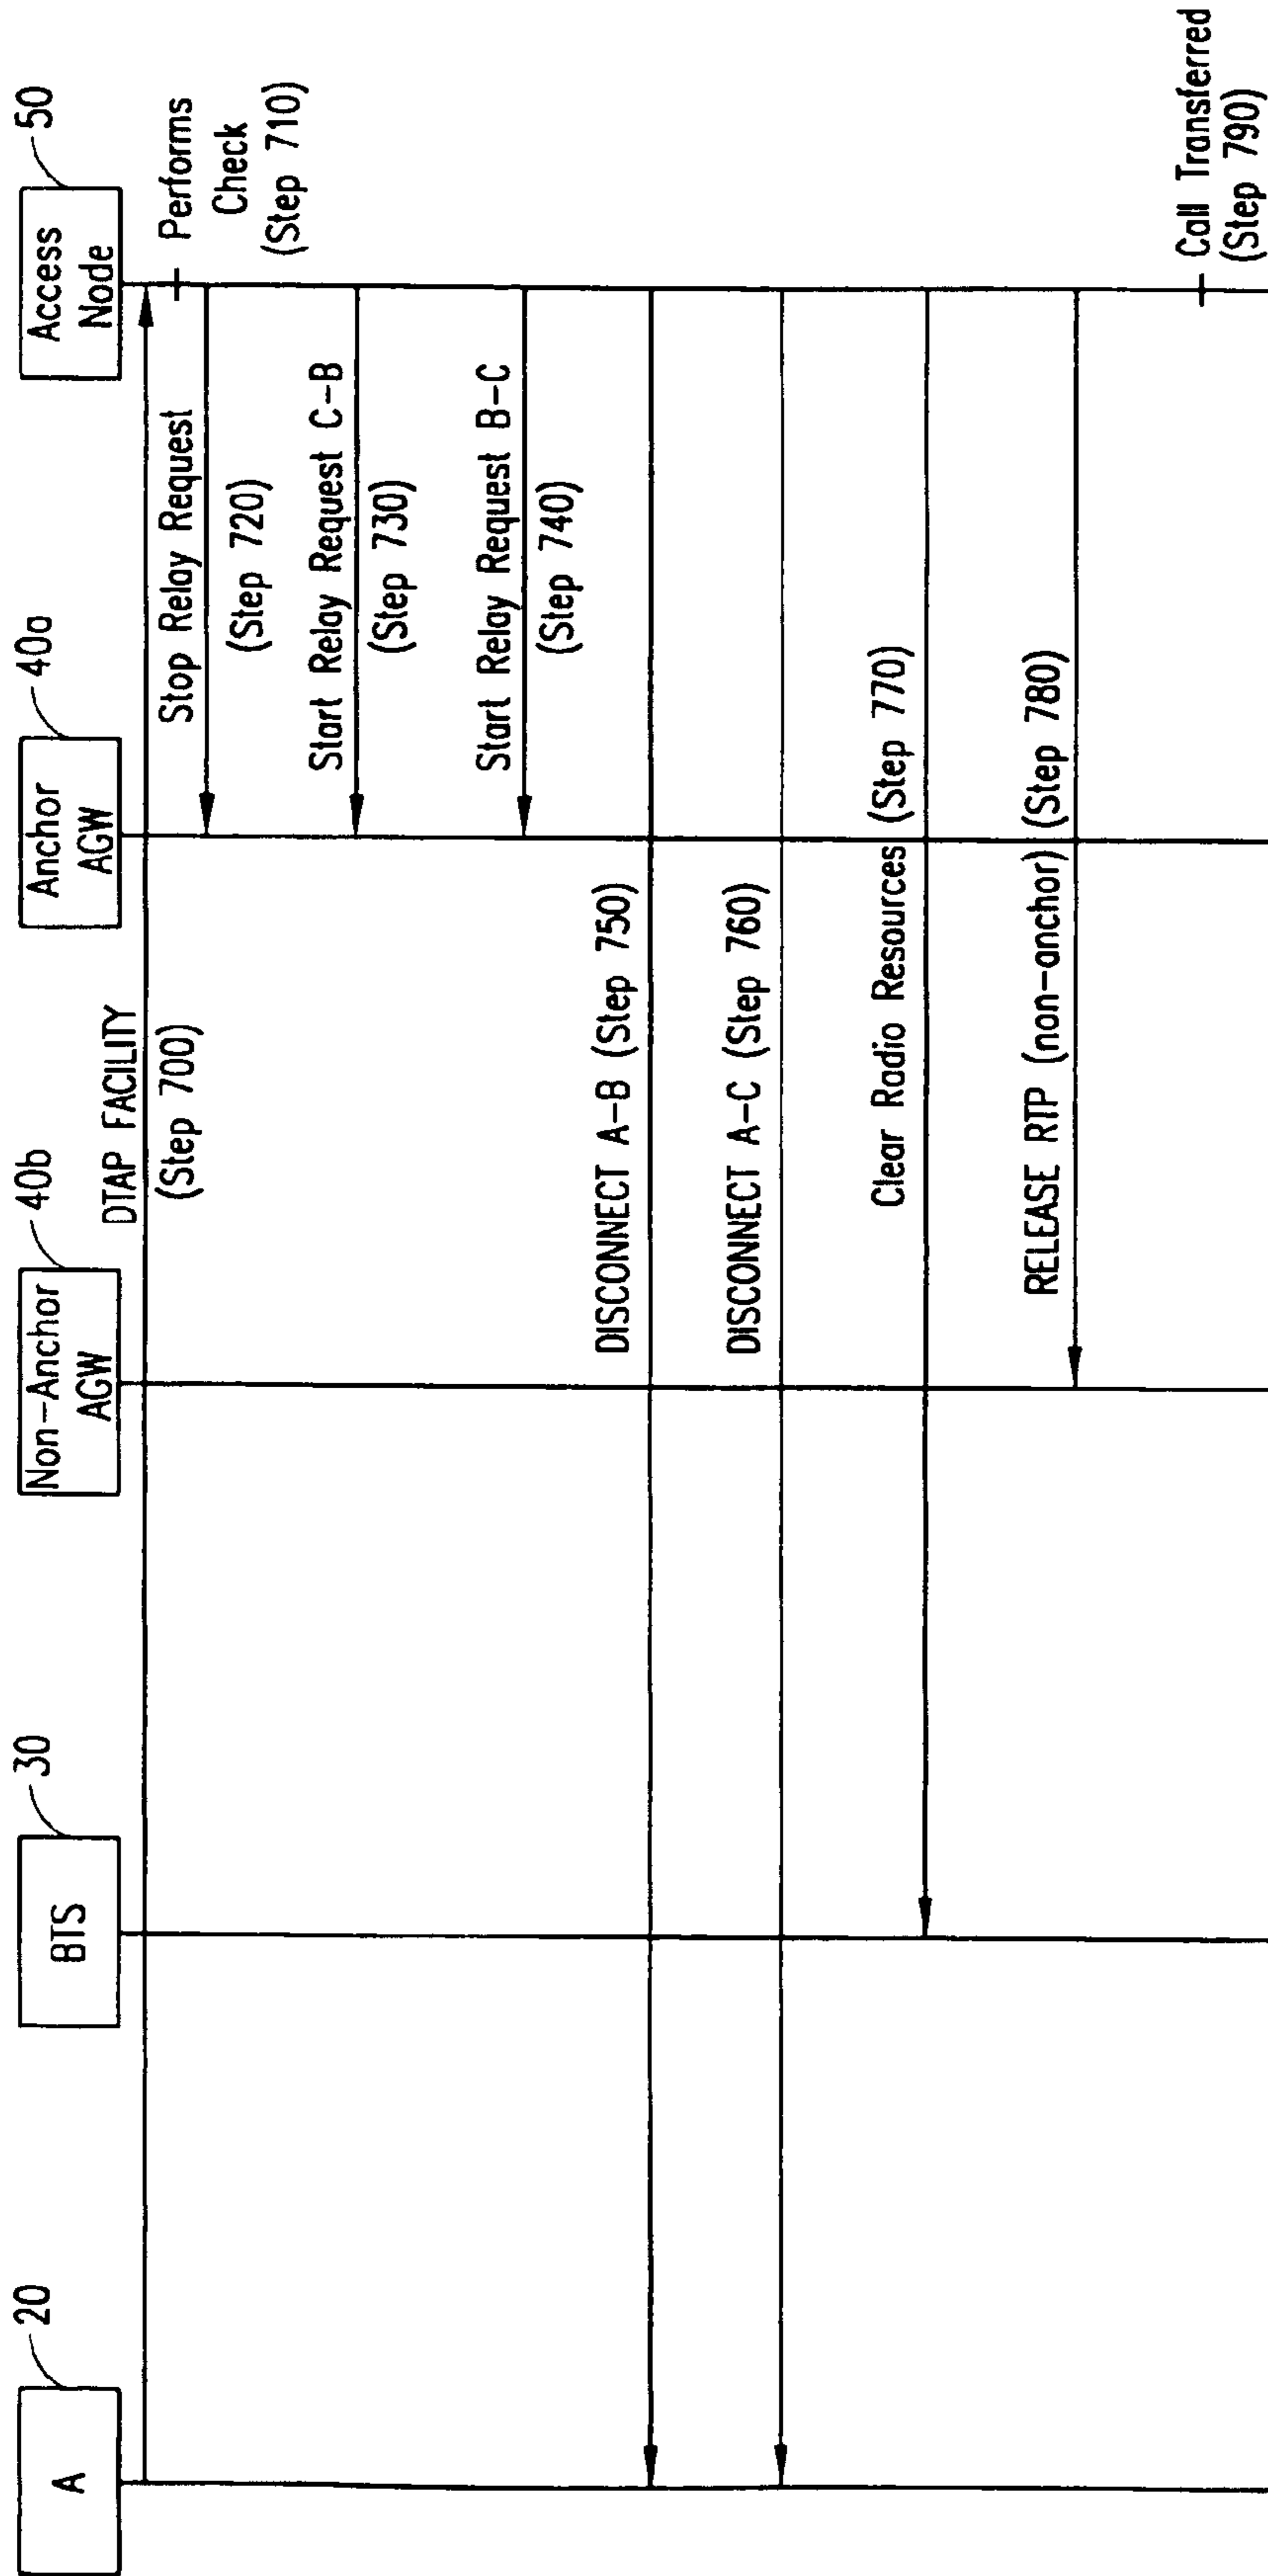 A
20
BTS
30
Non-Anchor
AGW
40b
Anchor
AGW
40a
Access
Node
50
DTAP FACILITY
(Step 700)
Performs
Check
(Step 710)
Stop Relay Request
(Step 720)
Start Relay Request C-B
(Step 730)
Start Relay Request B-C
(Step 740)
DISCONNECT A-B (Step 750)
DISCONNECT A-C (Step 760)
Clear Radio Resources (Step 770)
RELEASE RTP (non-anchor) (Step 780)
Call Transferred
(Step 790)